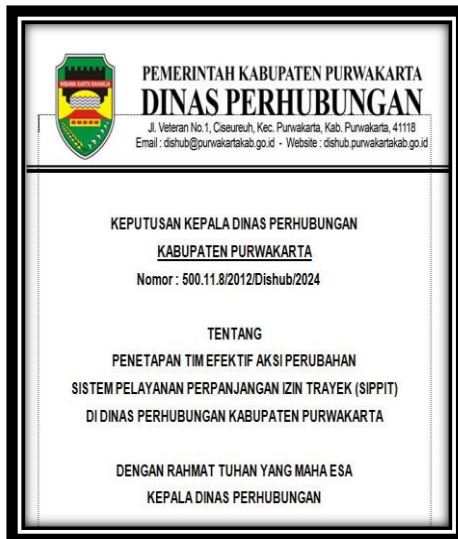 WIBAWA KARTA RAHARJA
PEMERINTAH KABUPATEN PURWAKARTA
DINAS PERHUBUNGAN
Jl. Veteran No.1, Ciseureuh, Kec. Purwakarta, Kab. Purwakarta, 41118
Email : dishub@purwakartakab.go.id - Website : dishub.purwakartakab.go.id
KEPUTUSAN KEPALA DINAS PERHUBUNGAN
KABUPATEN PURWAKARTA
Nomor : 500.11.8/2012/Dishub/2024
TENTANG
PENETAPAN TIM EFEKTIF AKSI PERUBAHAN
SISTEM PELAYANAN PERPANJANGAN IZIN TRAYEK (SIPPIT)
DI DINAS PERHUBUNGAN KABUPATEN PURWAKARTA
DENGAN RAHMAT TUHAN YANG MAHA ESA
KEPALA DINAS PERHUBUNGAN